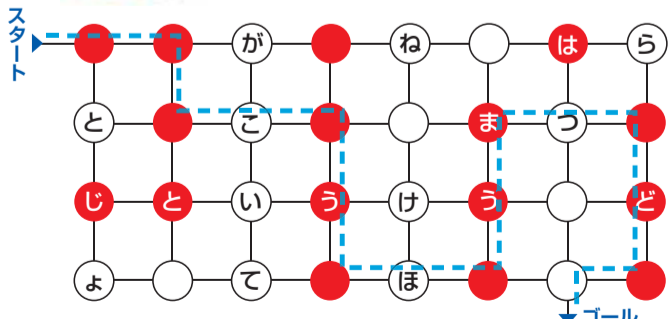 スタート
がねはら
とこまつ
じというけうど
ょてほ
ゴール